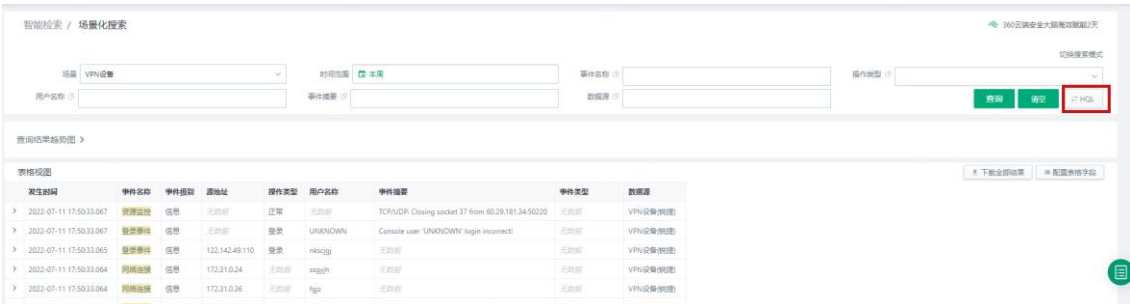 智能检索 / 场景化搜索
360云端安全大脑高效赋能2天
切换搜索模式
场景 VPN设备 时间范围 本周 事件名称 操作类型
用户名称 事件摘要 数据源 查询 清空 HQL
查询结果趋势图 >
表格视图 下载全部结果 配置表格字段
发生时间 事件名称 事件级别 源地址 操作类型 用户名称 事件摘要 事件类型 数据源
> 2022-07-11 17:50:33.067 资源监控 信息 无数据 正常 无数据 TCP/UDP: Closing socket 37 from 60.29.181.34:50220 无数据 VPN设备(锐捷)
> 2022-07-11 17:50:33.067 登录事件 信息 无数据 登录 UNKNOWN Console user 'UNKNOWN' login incorrect! 无数据 VPN设备(锐捷)
> 2022-07-11 17:50:33.065 登录事件 信息 122.142.49.110 登录 nkscjgj 无数据 无数据 VPN设备(锐捷)
> 2022-07-11 17:50:33.064 网络连接 信息 172.31.0.24 无数据 ssgyjh 无数据 无数据 VPN设备(锐捷)
> 2022-07-11 17:50:33.064 网络连接 信息 172.31.0.36 无数据 fgjz 无数据 无数据 VPN设备(锐捷)